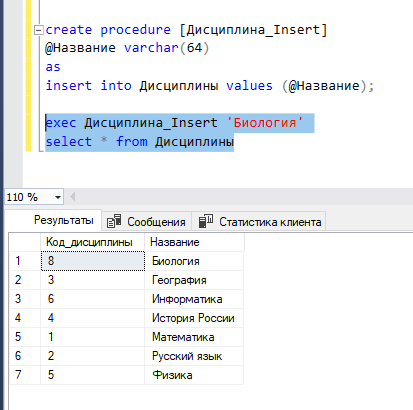 create procedure [Дисциплина_Insert]
@Название varchar(64)
as
insert into Дисциплины values (@Название);
exec Дисциплина_Insert 'Биология'
select * from Дисциплины
110 %
Результаты Сообщения Статистика клиента
Код_дисциплины Название
1 8 Биология
2 3 География
3 6 Информатика
4 4 История России
5 1 Математика
6 2 Русский язык
7 5 Физика